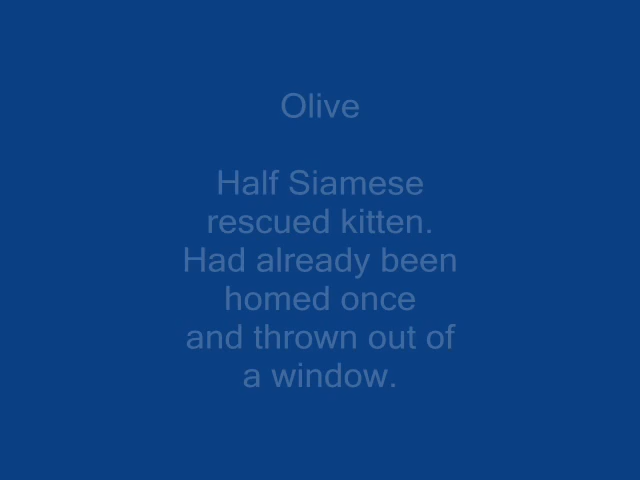 Olive
Half Siamese
rescued kitten.
Had already been
homed once
and thrown out of
a window.